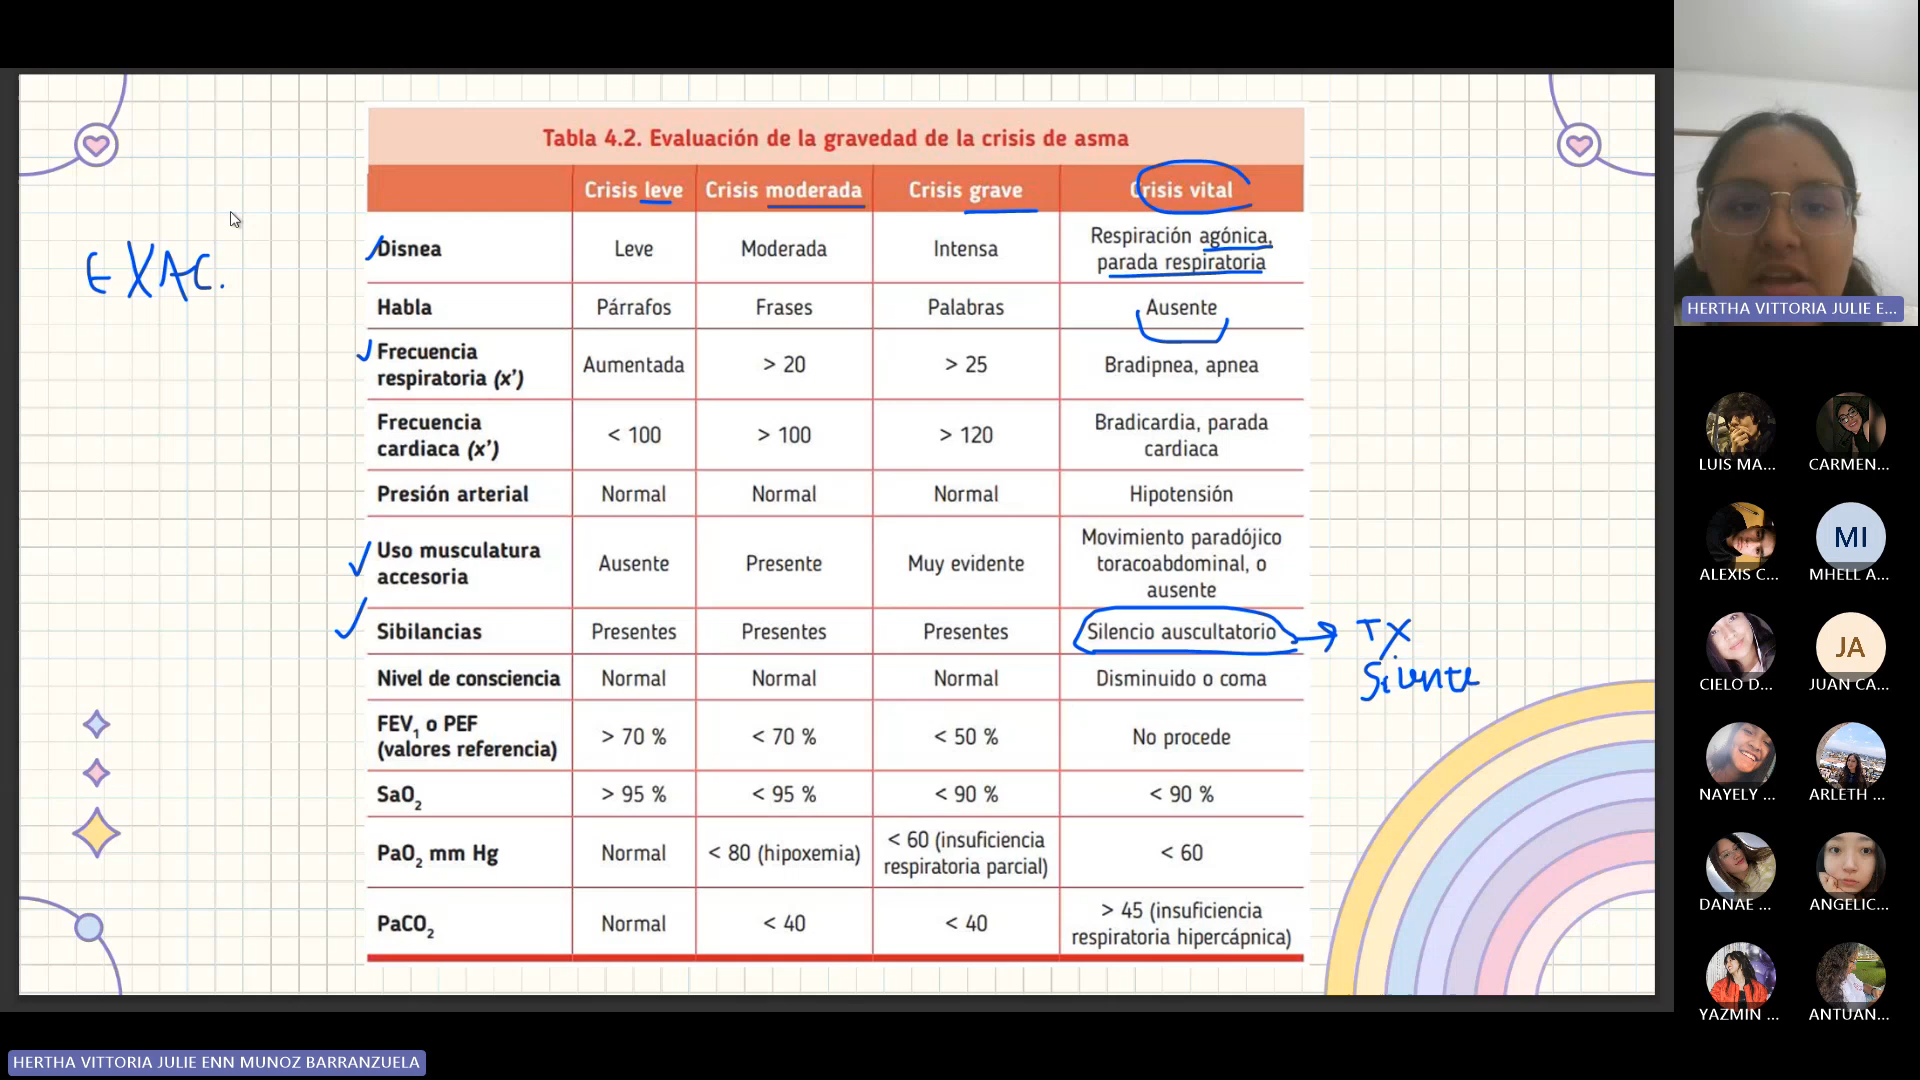 Tabla 4.2. Evaluación de la gravedad de la crisis de asma
Crisis leve Crisis moderada Crisis grave Crisis vital
Disnea Leve Moderada Intensa Respiración agónica,
parada respiratoria
Habla Párrafos Frases Palabras Ausente
Frecuencia
respiratoria (x’) Aumentada > 20 > 25 Bradipnea, apnea
Frecuencia
cardiaca (x’) < 100 > 100 > 120 Bradicardia, parada
cardiaca
Presión arterial Normal Normal Normal Hipotensión
Uso musculatura
accesoria Ausente Presente Muy evidente Movimiento paradójico
toracoabdominal, o
ausente
Sibilancias Presentes Presentes Presentes Silencio auscultatorio
Nivel de consciencia Normal Normal Normal Disminuido o coma
FEV1 o PEF
(valores referencia) > 70 % < 70 % < 50 % No procede
SaO2 > 95 % < 95 % < 90 % < 90 %
PaO2 mm Hg Normal < 80 (hipoxemia) < 60 (insuficiencia
respiratoria parcial) < 60
PaCO2 Normal < 40 < 40 > 45 (insuficiencia
respiratoria hipercápnica)
EXAC.
TX
HERTHA VITTORIA JULIE E...
LUIS MA... CARMEN...
MI
ALEXIS C... MHELL A...
JA
CIELO D... JUAN CA...
NAYELY ... ARLETH ...
DANAE ... ANGELIC...
YAZMIN ... ANTUAN...
HERTHA VITTORIA JULIE ENN MUNOZ BARRANZUELA